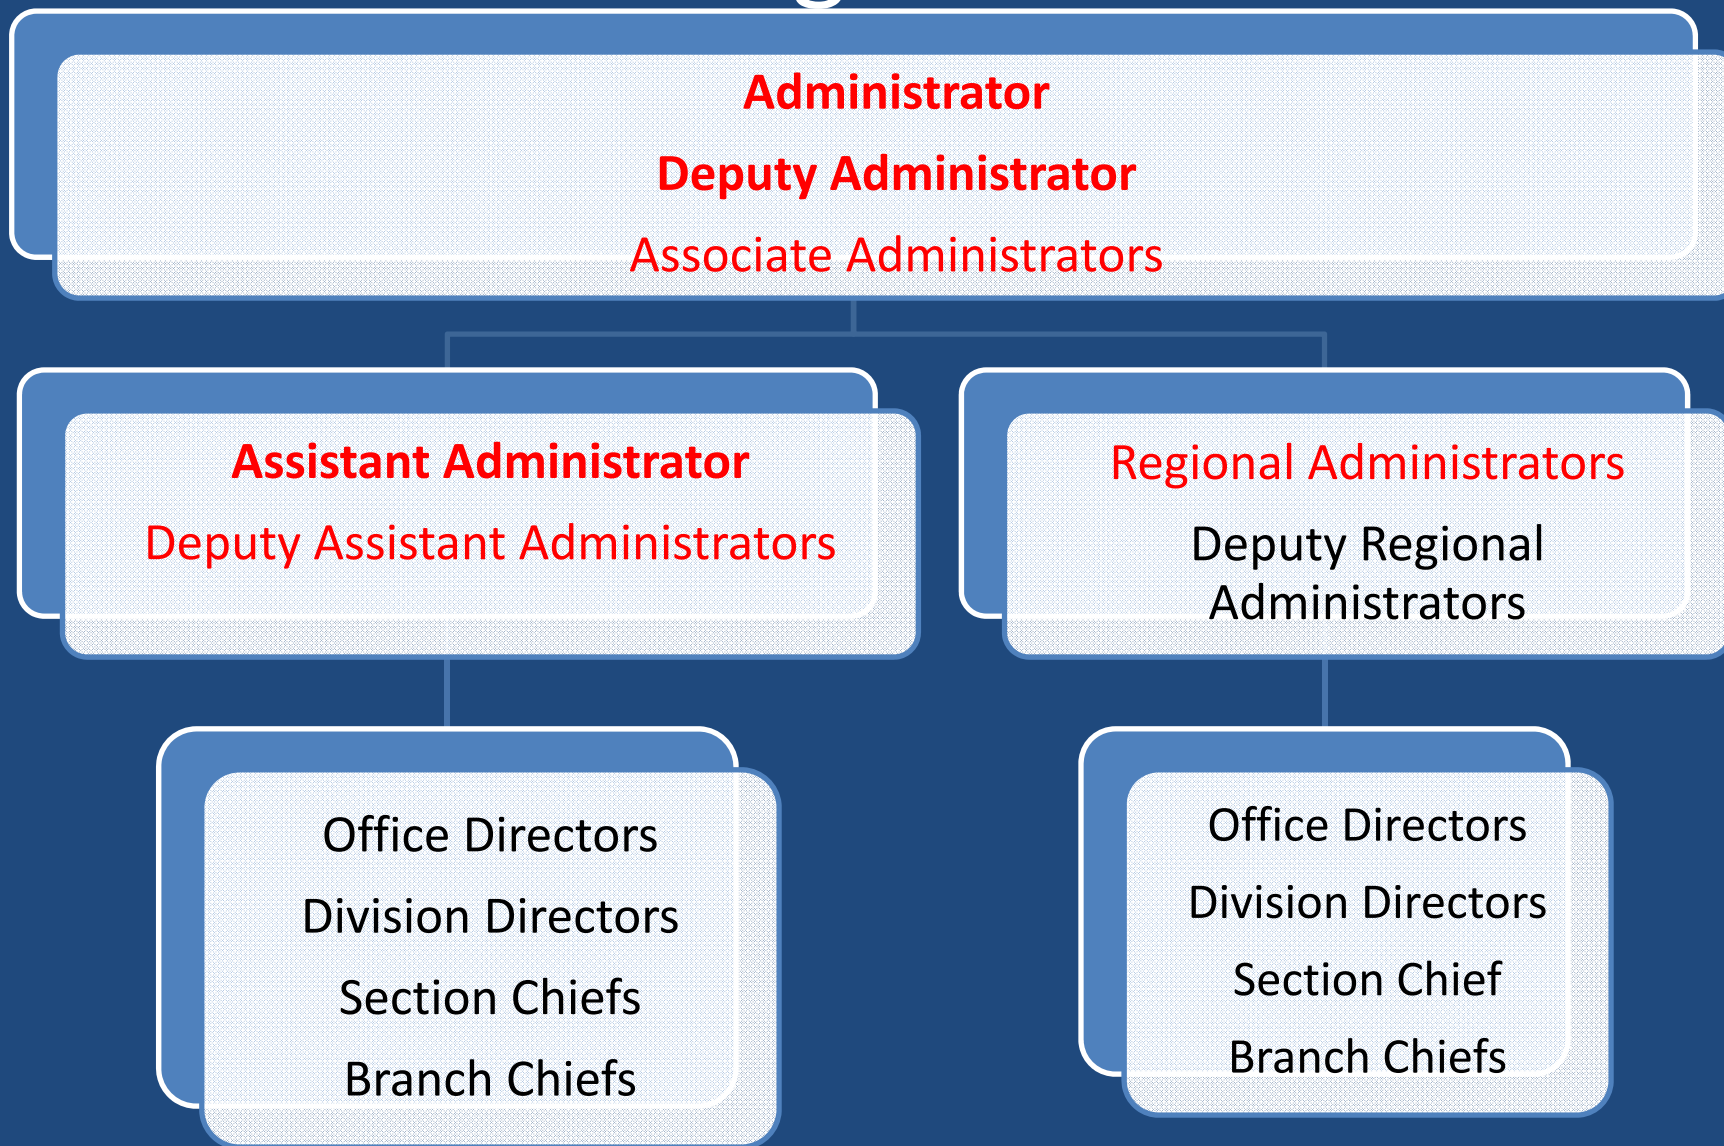 Administrator
Deputy Administrator
Associate Administrators
Assistant Administrator
Deputy Assistant Administrators
Regional Administrators
Deputy Regional
Administrators
Office Directors
Division Directors
Section Chiefs
Branch Chiefs
Office Directors
Division Directors
Section Chief
Branch Chiefs